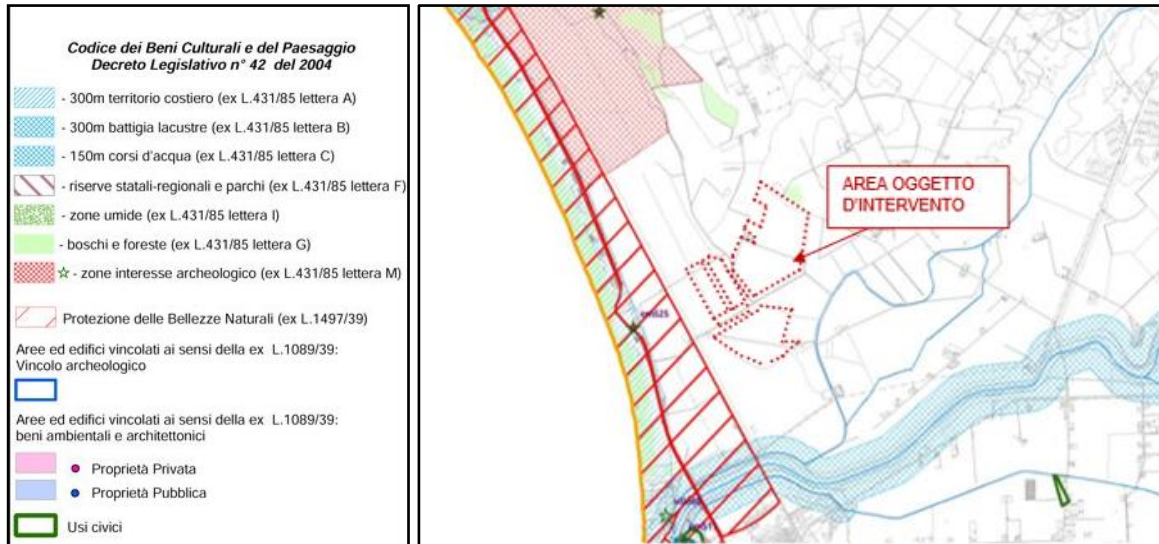 Codice dei Beni Culturali e del Paesaggio
Decreto Legislativo n° 42 del 2004
- 300m territorio costiero (ex L.431/85 lettera A)
- 300m battigia lacustre (ex L.431/85 lettera B)
- 150m corsi d'acqua (ex L.431/85 lettera C)
- riserve statali-regionali e parchi (ex L.431/85 lettera F)
- zone umide (ex L.431/85 lettera I)
- boschi e foreste (ex L.431/85 lettera G)
- zone interesse archeologico (ex L.431/85 lettera M)
Protezione delle Bellezze Naturali (ex L.1497/39)
Aree ed edifici vincolati ai sensi della ex L.1089/39:
Vincolo archeologico
Aree ed edifici vincolati ai sensi della ex L.1089/39:
beni ambientali e architettonici
Proprietà Privata
Proprietà Pubblica
Usi civici
AREA OGGETTO
D'INTERVENTO